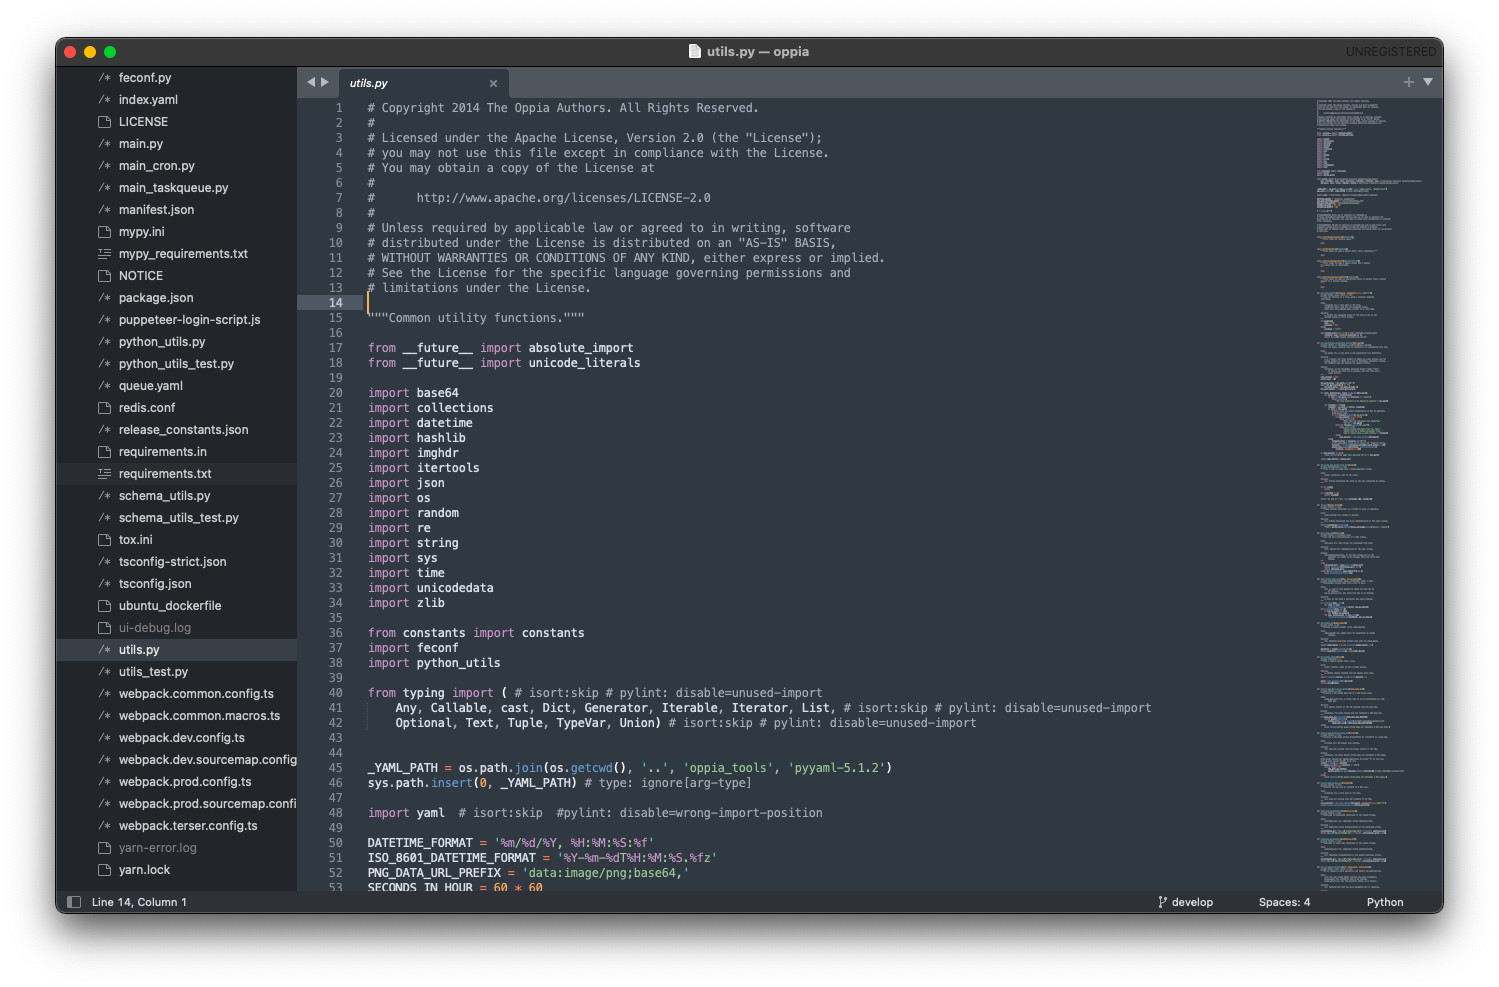 utils.py — oppia
UNREGISTERED
/* feconf.py
/* index.yaml
LICENSE
/* main.py
/* main_cron.py
/* main_taskqueue.py
/* manifest.json
mypy.ini
mypy_requirements.txt
NOTICE
/* package.json
/* puppeteer-login-script.js
/* python_utils.py
/* python_utils_test.py
/* queue.yaml
redis.conf
/* release_constants.json
requirements.in
requirements.txt
/* schema_utils.py
/* schema_utils_test.py
tox.ini
/* tsconfig-strict.json
/* tsconfig.json
ubuntu_dockerfile
ui-debug.log
/* utils.py
/* utils_test.py
/* webpack.common.config.ts
/* webpack.common.macros.ts
/* webpack.dev.config.ts
/* webpack.dev.sourcemap.config
/* webpack.prod.config.ts
/* webpack.prod.sourcemap.confi
/* webpack.terser.config.ts
yarn-error.log
yarn.lock
utils.py
1 # Copyright 2014 The Oppia Authors. All Rights Reserved.
2 #
3 # Licensed under the Apache License, Version 2.0 (the "License");
4 # you may not use this file except in compliance with the License.
5 # You may obtain a copy of the License at
6 #
7 #      http://www.apache.org/licenses/LICENSE-2.0
8 #
9 # Unless required by applicable law or agreed to in writing, software
10 # distributed under the License is distributed on an "AS-IS" BASIS,
11 # WITHOUT WARRANTIES OR CONDITIONS OF ANY KIND, either express or implied.
12 # See the License for the specific language governing permissions and
13 # limitations under the License.
14
15 """Common utility functions."""
16
17 from __future__ import absolute_import
18 from __future__ import unicode_literals
19
20 import base64
21 import collections
22 import datetime
23 import hashlib
24 import imghdr
25 import itertools
26 import json
27 import os
28 import random
29 import re
30 import string
31 import sys
32 import time
33 import unicodedata
34 import zlib
35
36 from constants import constants
37 import feconf
38 import python_utils
39
40 from typing import ( # isort:skip # pylint: disable=unused-import
41     Any, Callable, cast, Dict, Generator, Iterable, Iterator, List, # isort:skip # pylint: disable=unused-import
42     Optional, Text, Tuple, TypeVar, Union) # isort:skip # pylint: disable=unused-import
43
44
45 _YAML_PATH = os.path.join(os.getcwd(), '..', 'oppia_tools', 'pyyaml-5.1.2')
46 sys.path.insert(0, _YAML_PATH) # type: ignore[arg-type]
47
48 import yaml  # isort:skip  #pylint: disable=wrong-import-position
49
50 DATETIME_FORMAT = '%m/%d/%Y, %H:%M:%S:%f'
51 ISO_8601_DATETIME_FORMAT = '%Y-%m-%dT%H:%M:%S.%fz'
52 PNG_DATA_URL_PREFIX = 'data:image/png;base64,'
53 SECONDS_IN_HOUR = 60 * 60
Line 14, Column 1
develop
Spaces: 4
Python